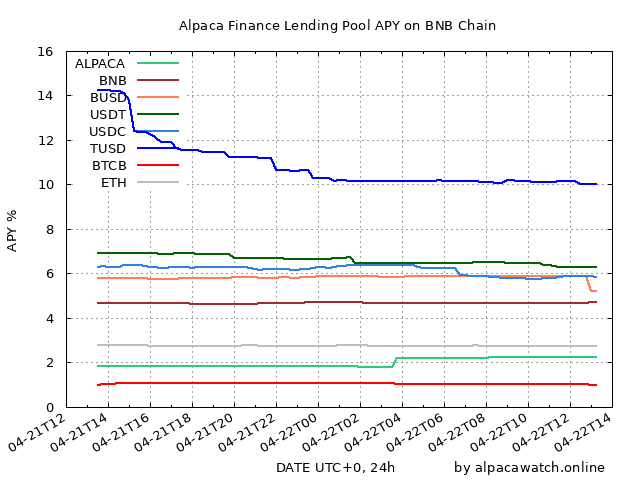 Alpaca Finance Lending Pool APY on BNB Chain
16
14
12
10
8
6
4
2
0
APY %
ALPACA
BNB
BUSD
USDT
USDC
TUSD
BTCB
ETH
04-21T12
04-21T14
04-21T16
04-21T18
04-21T20
04-21T22
04-22T00
04-22T02
04-22T04
04-22T06
04-22T08
04-22T10
04-22T12
04-22T14
DATE UTC+0, 24h
by alpacawatch.online